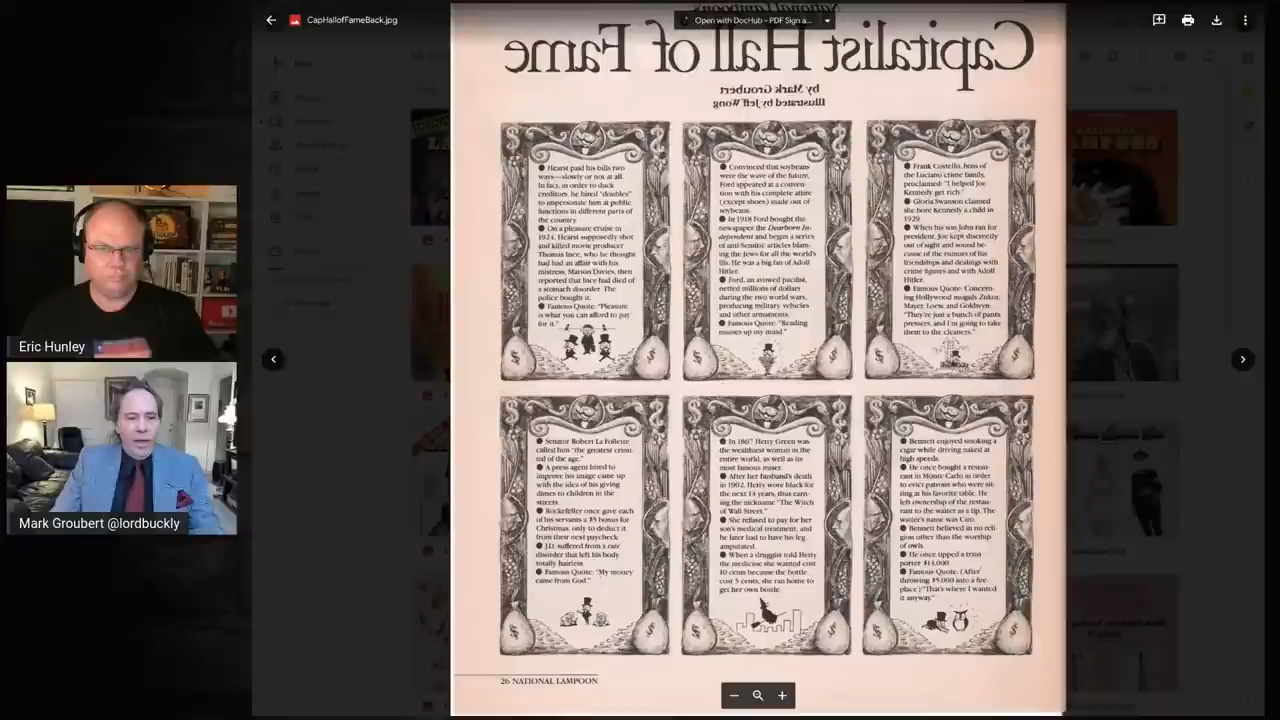 CapHallofFameBack.jpg
Open with DocHub - PDF Sign a...
National Lampoon's
Capitalist Hall of Fame
by Mark Groubert
Illustrated by Jeff Wong
● Hearst paid his bills two
ways—slowly or not at all.
In fact, in order to duck
creditors, he hired "doubles"
to impersonate him at public
functions in different parts of
the country.
● On a pleasure cruise in
1924, Hearst supposedly shot
and killed movie producer
Thomas Ince, who he thought
had had an affair with his
mistress, Marion Davies, then
reported that Ince had died of
a stomach disorder. The
police bought it.
● Famous Quote: "Pleasure
is what you can afford to pay
for it."
● Convinced that soybeans
were the wave of the future,
Ford appeared at a conven-
tion with his complete attire
(except shoes) made out of
soybeans.
● In 1918 Ford bought the
newspaper the Dearborn In-
dependent and began a series
of anti-Semitic articles blam-
ing the Jews for all the world's
ills. He was a big fan of Adolf
Hitler.
● Ford, an avowed pacifist,
netted millions of dollars
during the two world wars,
producing military vehicles
and other armaments.
● Famous Quote: "Reading
musses up my mind."
● Frank Costello, boss of
the Luciano crime family,
proclaimed: "I helped Joe
Kennedy get rich."
● Gloria Swanson claimed
she bore Kennedy a child in
1929.
● When his son John ran for
president, Joe kept discreetly
out of sight and sound be-
cause of the rumors of his
friendships and dealings with
crime figures and with Adolf
Hitler.
● Famous Quote: Concern-
ing Hollywood moguls Zukor,
Mayer, Loew, and Goldwyn:
"They're just a bunch of pants
pressers, and I'm going to take
them to the cleaners."
● Senator Robert La Follette
called him "the greatest crimi-
nal of the age."
● A press agent hired to
improve his image came up
with the idea of his giving
dimes to children in the
streets.
● Rockefeller once gave each
of his servants a $5 bonus for
Christmas, only to deduct it
from their next paycheck.
● J.D. suffered from a rare
disorder that left his body
totally hairless.
● Famous Quote: "My money
came from God."
● In 1867 Hetty Green was
the wealthiest woman in the
entire world, as well as its
most famous miser.
● After her husband's death
in 1902, Hetty wore black for
the next 14 years, thus earn-
ing the nickname "The Witch
of Wall Street."
● She refused to pay for her
son's medical treatment, and
he later had to have his leg
amputated.
● When a druggist told Hetty
the medicine she wanted cost
10 cents because the bottle
cost 5 cents, she ran home to
get her own bottle.
● Bennett enjoyed smoking a
cigar while driving naked at
high speeds.
● He once bought a restau-
rant in Monte Carlo in order
to evict patrons who were sit-
ting at his favorite table. He
left ownership of the restau-
rant to the waiter as a tip. The
waiter's name was Ciro.
● Bennett believed in no reli-
gion other than the worship
of owls.
● He once tipped a train
porter $14,000.
● Famous Quote: (After
throwing $5,000 into a fire-
place) "That's where I wanted
it anyway."
26 NATIONAL LAMPOON
Eric Hunley
Mark Groubert @lordbuckly